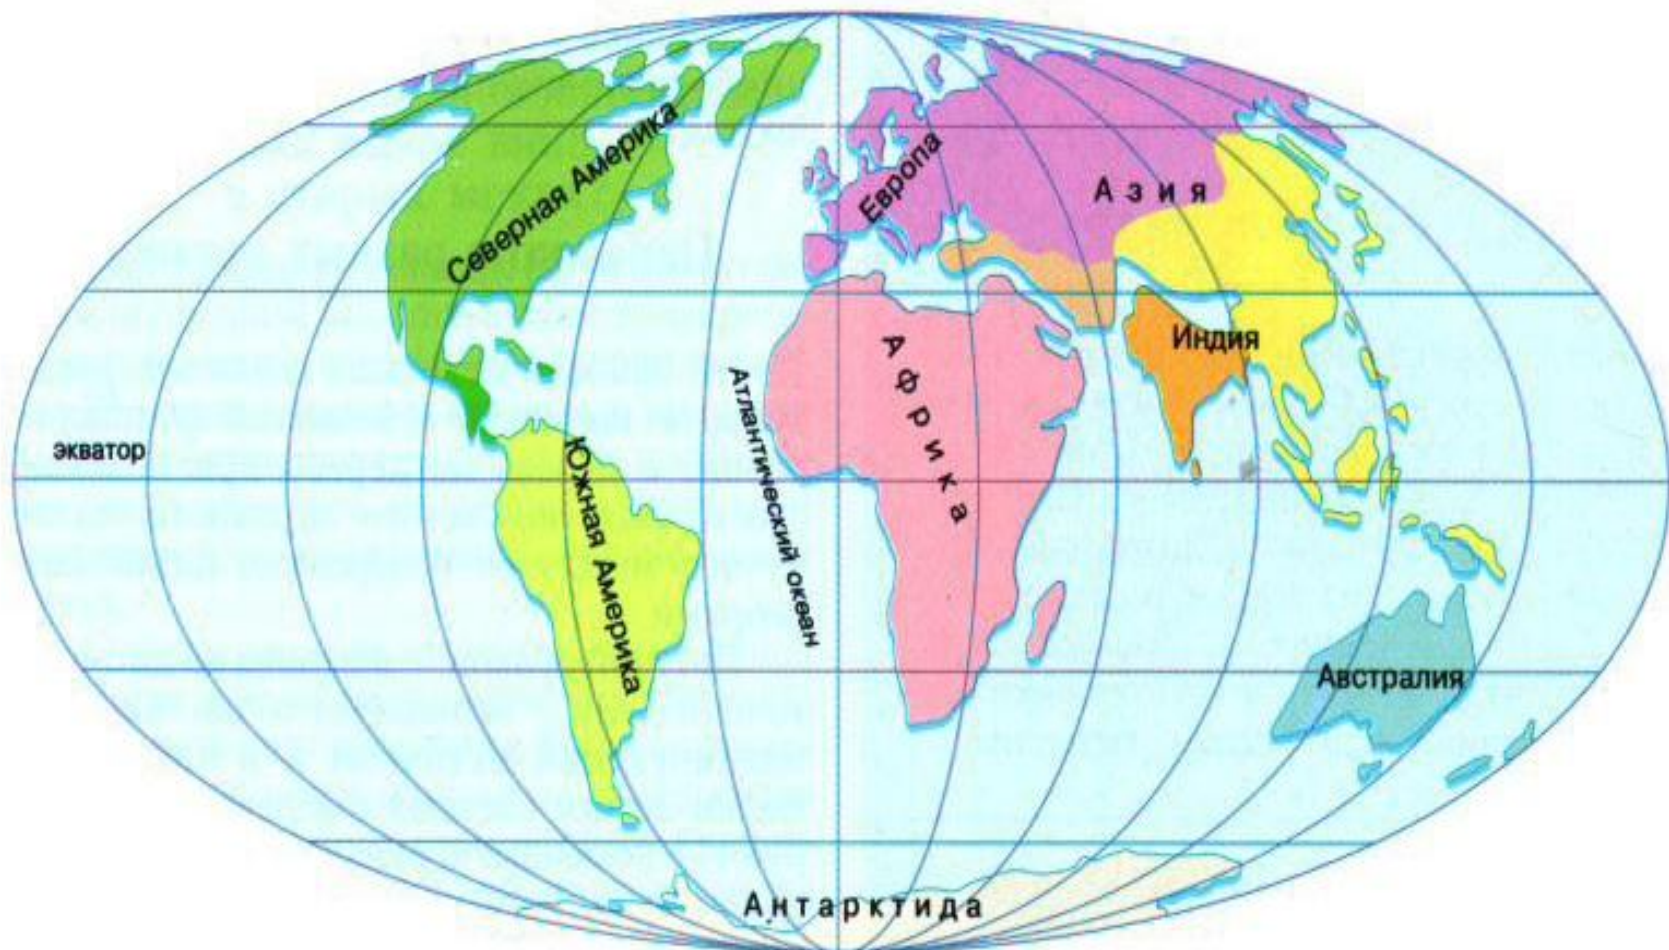 Северная Америка
Европа
Азия
Индия
Африка
Атлантический океан
экватор
Южная Америка
Австралия
Антарктида